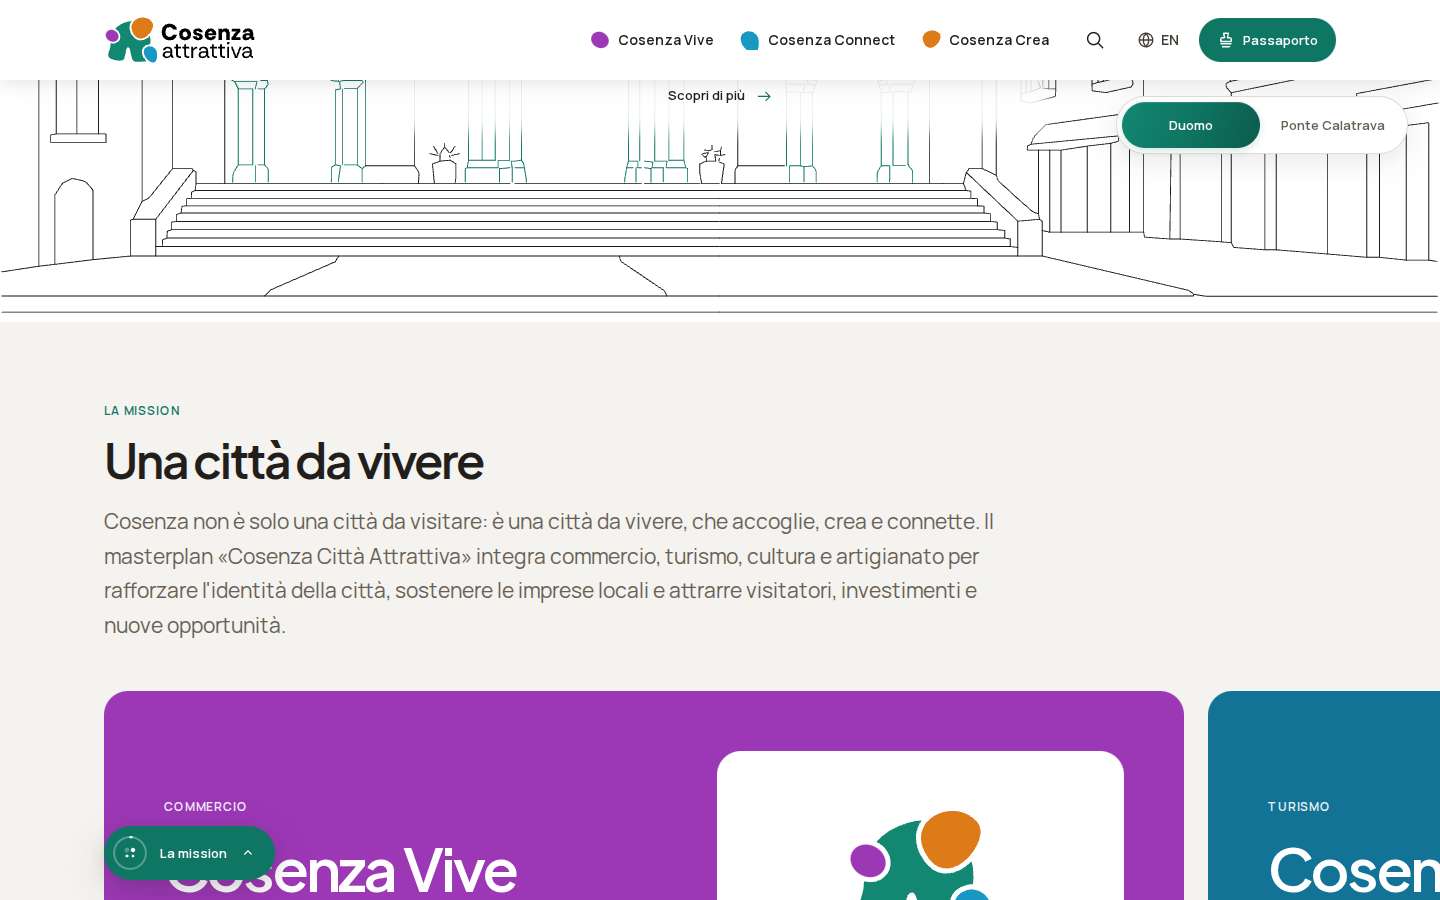 Cosenza
attrattiva
Cosenza Vive
Cosenza Connect
Cosenza Crea
EN
Passaporto
Scopri di più
Duomo
Ponte Calatrava
LA MISSION
Una città da vivere
Cosenza non è solo una città da visitare: è una città da vivere, che accoglie, crea e connette. Il
masterplan «Cosenza Città Attrattiva» integra commercio, turismo, cultura e artigianato per
rafforzare l'identità della città, sostenere le imprese locali e attrarre visitatori, investimenti e
nuove opportunità.
COMMERCIO
Cosenza Vive
TURISMO
Cosen
La mission